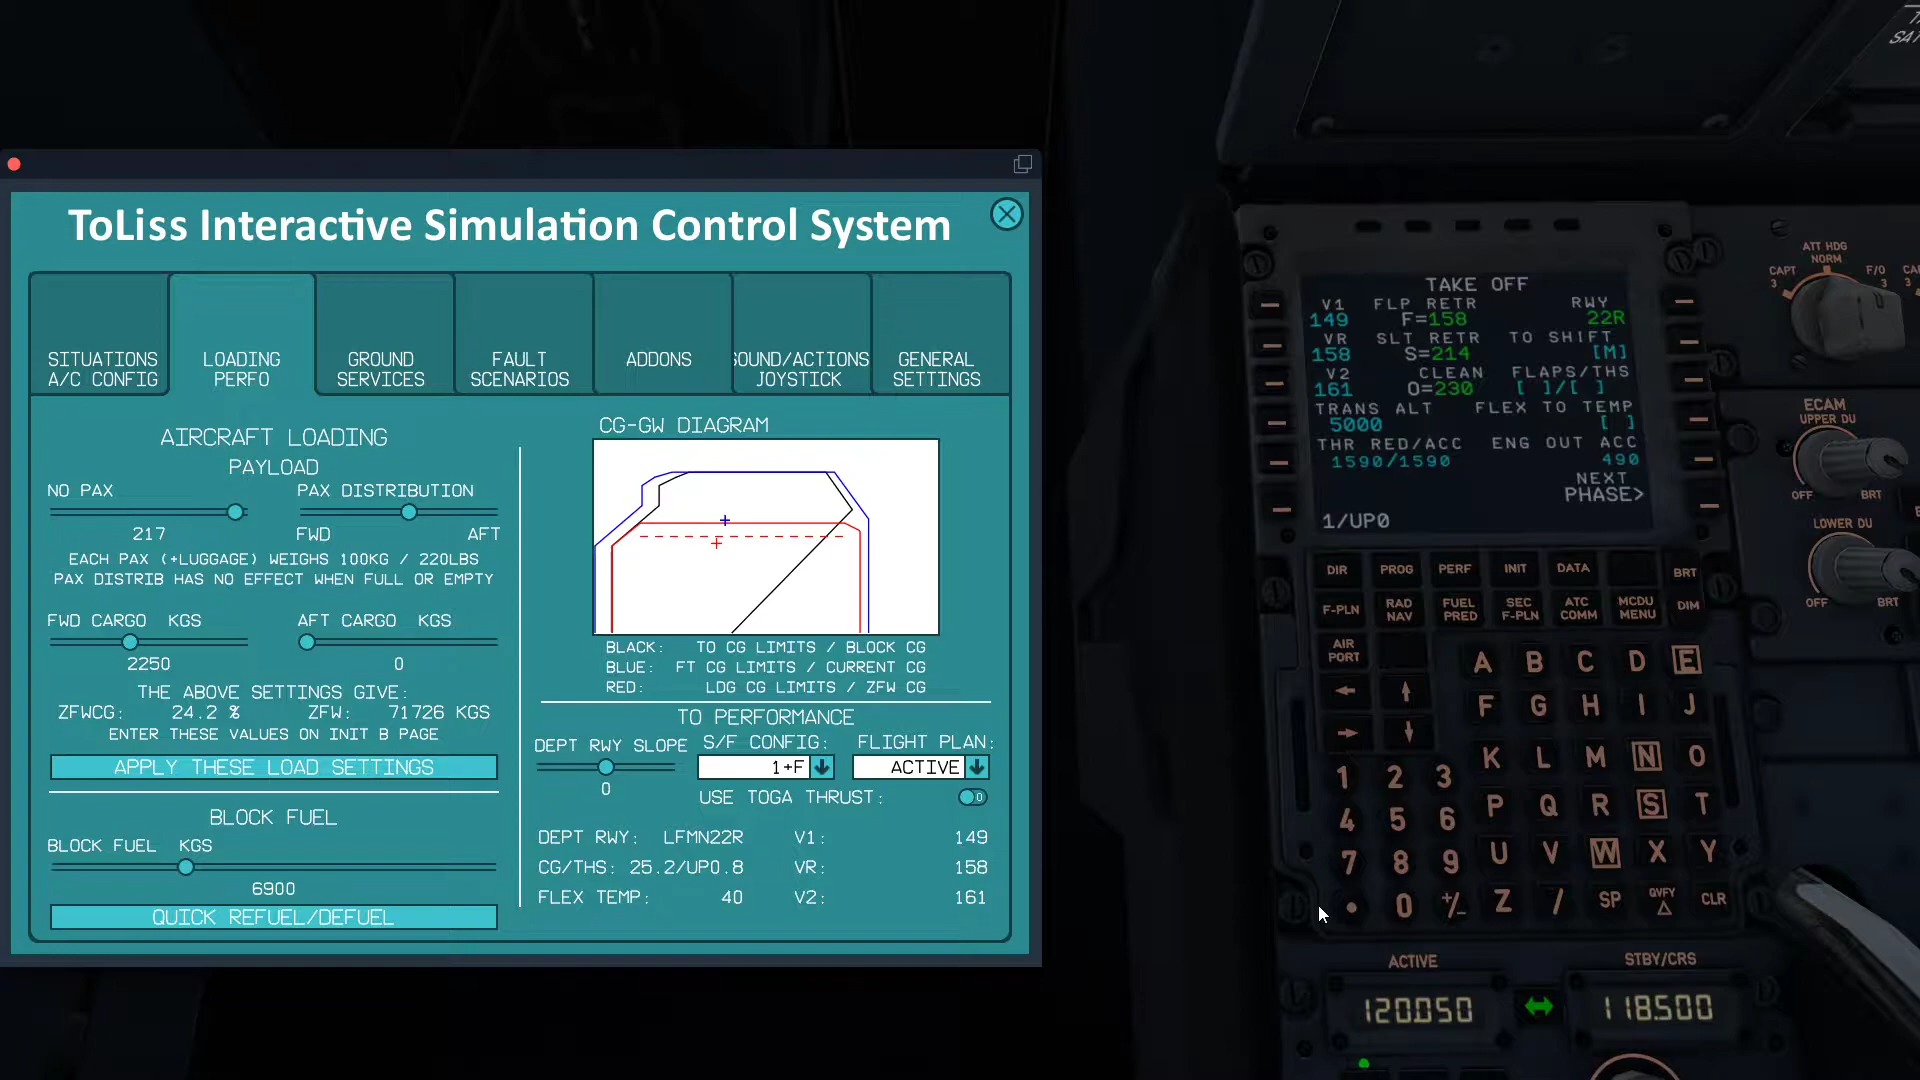 ToLiss Interactive Simulation Control System
SITUATIONS A/C CONFIG
LOADING PERFO
GROUND SERVICES
FAULT SCENARIOS
ADDONS
SOUND/ACTIONS JOYSTICK
GENERAL SETTINGS
AIRCRAFT LOADING
PAYLOAD
NO PAX
PAX DISTRIBUTION
217
FWD AFT
EACH PAX (+LUGGAGE) WEIGHS 100KG / 220LBS
PAX DISTRIB HAS NO EFFECT WHEN FULL OR EMPTY
FWD CARGO KGS
AFT CARGO KGS
2250
0
THE ABOVE SETTINGS GIVE:
ZFWCG: 24.2 % ZFW: 71726 KGS
ENTER THESE VALUES ON INIT B PAGE
APPLY THESE LOAD SETTINGS
BLOCK FUEL
BLOCK FUEL KGS
6900
QUICK REFUEL/DEFUEL
CG-GW DIAGRAM
BLACK: TO CG LIMITS / BLOCK CG
BLUE: FT CG LIMITS / CURRENT CG
RED: LDG CG LIMITS / ZFW CG
TO PERFORMANCE
DEPT RWY SLOPE S/F CONFIG: FLIGHT PLAN:
1+F ACTIVE
0
USE TOGA THRUST: 0
DEPT RWY: LFMN22R V1: 149
CG/THS: 25.2/UP0.8 VR: 158
FLEX TEMP: 40 V2: 161
TAKE OFF
V1 FLP RETR RWY
149 F=158 22R
VR SLT RETR TO SHIFT
158 S=214 [M]
V2 CLEAN FLAPS/THS
161 O=230 [ ]/[ ]
TRANS ALT FLEX TO TEMP
5000 [ ]
THR RED/ACC ENG OUT ACC
1590/1590 490
NEXT
PHASE>
1/UP0
DIR PROG PERF INIT DATA BRT
F-PLN RAD NAV FUEL PRED SEC F-PLN ATC COMM MCDU MENU DIM
AIR PORT
← ↑
→ ↓
A B C D E
F G H I J
K L M N O
P Q R S T
U V W X Y
Z / SP OVFY △ CLR
1 2 3
4 5 6
7 8 9
. 0 +/-
ACTIVE STBY/CRS
120.050 118.500
ATT HDG
NORM
CAPT 3 F/O 3
ECAM
UPPER DU
OFF BRT
LOWER DU
OFF BRT